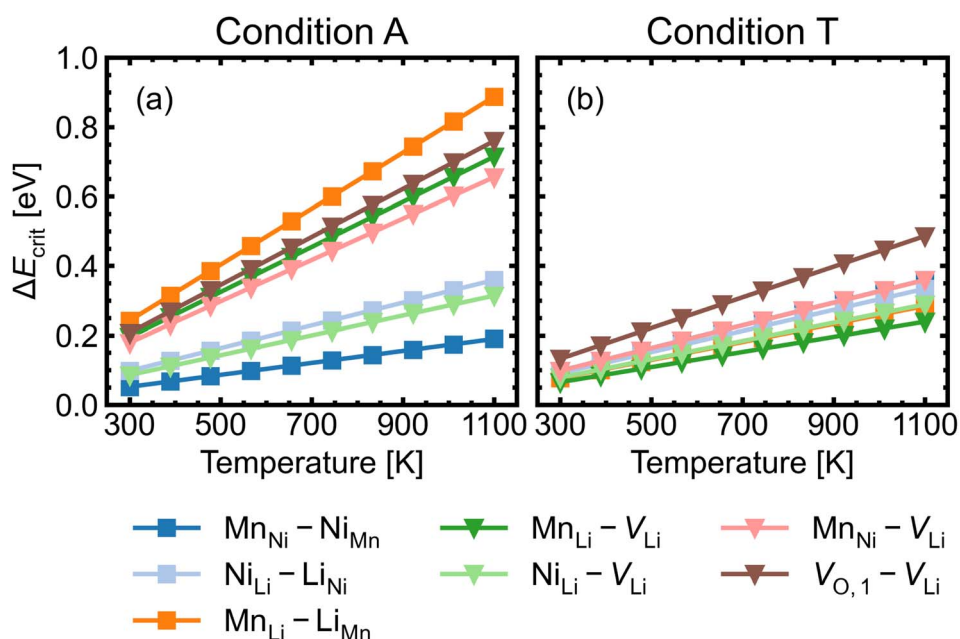 Condition A Condition T
1.0
(a) (b)
0.8
0.6
0.4
0.2
0.0
ΔE_crit [eV]
300 500 700 900 1100 300 500 700 900 1100
Temperature [K] Temperature [K]
Mn_Ni − Ni_Mn Mn_Li − V_Li Mn_Ni − V_Li
Ni_Li − Li_Ni Ni_Li − V_Li V_O,1 − V_Li
Mn_Li − Li_Mn